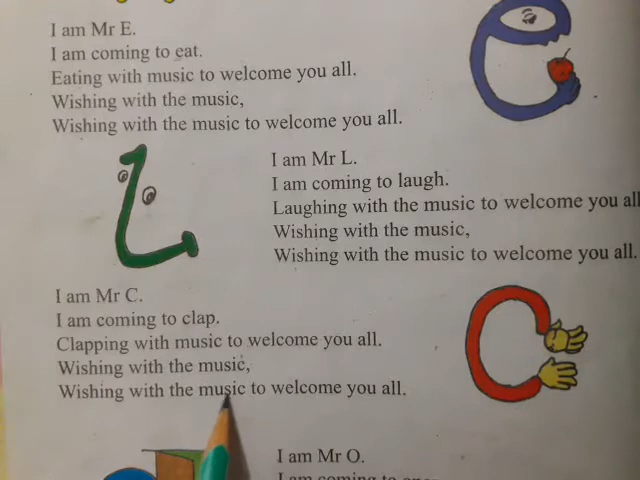 I am Mr E.
I am coming to eat.
Eating with music to welcome you all.
Wishing with the music,
Wishing with the music to welcome you all.
I am Mr L.
I am coming to laugh.
Laughing with the music to welcome you all
Wishing with the music,
Wishing with the music to welcome you all.
I am Mr C.
I am coming to clap.
Clapping with music to welcome you all.
Wishing with the music,
Wishing with the music to welcome you all.
I am Mr O.
I am coming to